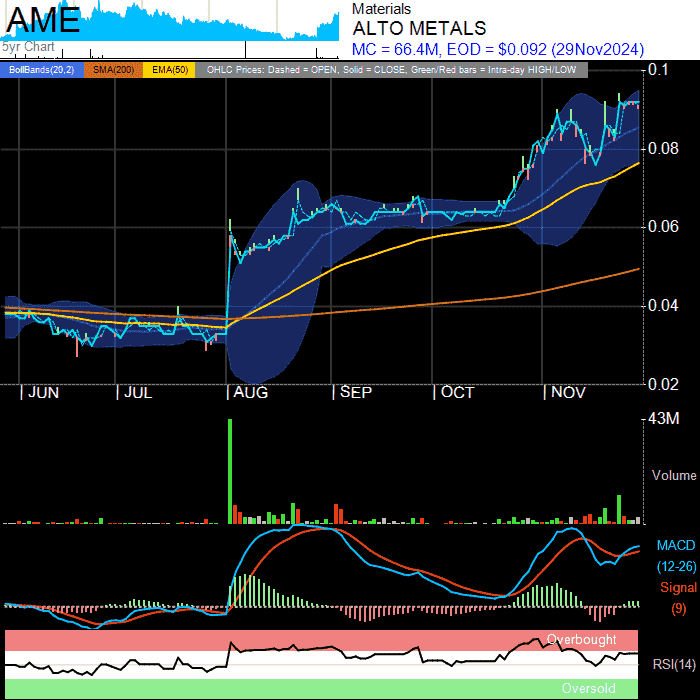 AME
5yr Chart
Materials
ALTO METALS
MC = 66.4M, EOD = $0.092 (29Nov2024)
BollBands(20,2) SMA(200) EMA(50) OHLC Prices: Dashed = OPEN, Solid = CLOSE, Green/Red bars = Intra-day HIGH/LOW
0.1
0.08
0.06
0.04
0.02
| JUN | JUL | AUG | SEP | OCT | NOV
43M
Volume
MACD
(12-26)
Signal
(9)
Overbought
RSI(14)
Oversold